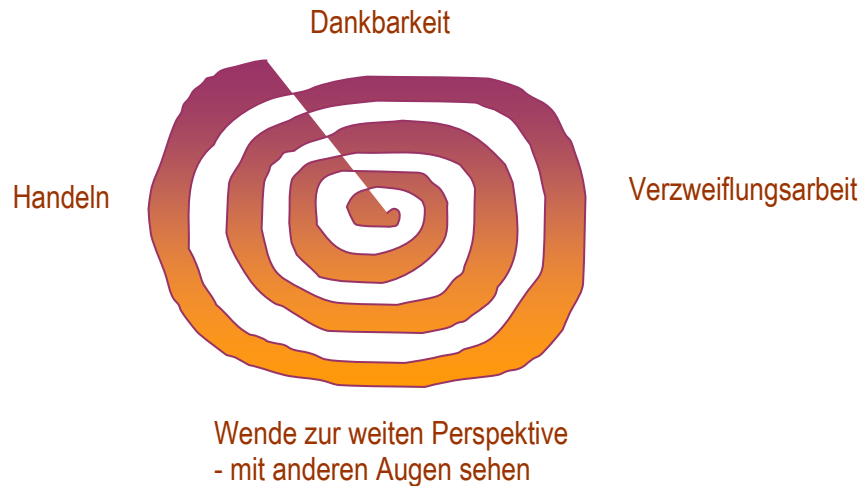 Dankbarkeit
Handeln
Verzweiflungsarbeit
Wende zur weiten Perspektive
- mit anderen Augen sehen